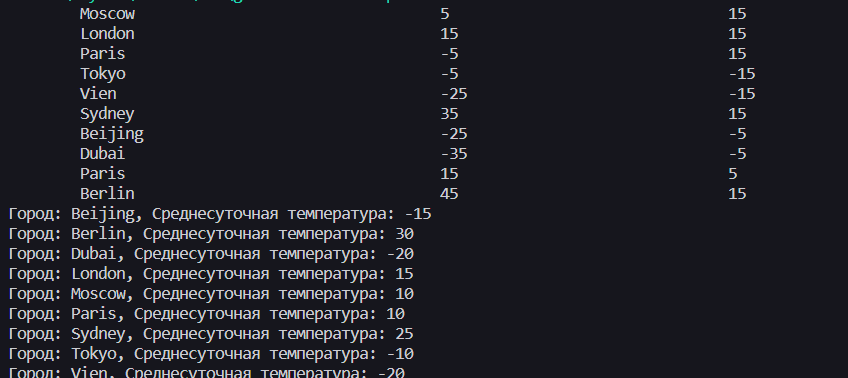 Moscow 5 15
London 15 15
Paris -5 15
Tokyo -5 -15
Vien -25 -15
Sydney 35 15
Beijing -25 -5
Dubai -35 -5
Paris 15 5
Berlin 45 15
Город: Beijing, Среднесуточная температура: -15
Город: Berlin, Среднесуточная температура: 30
Город: Dubai, Среднесуточная температура: -20
Город: London, Среднесуточная температура: 15
Город: Moscow, Среднесуточная температура: 10
Город: Paris, Среднесуточная температура: 10
Город: Sydney, Среднесуточная температура: 25
Город: Tokyo, Среднесуточная температура: -10
Город: Vien, Среднесуточная температура: -20